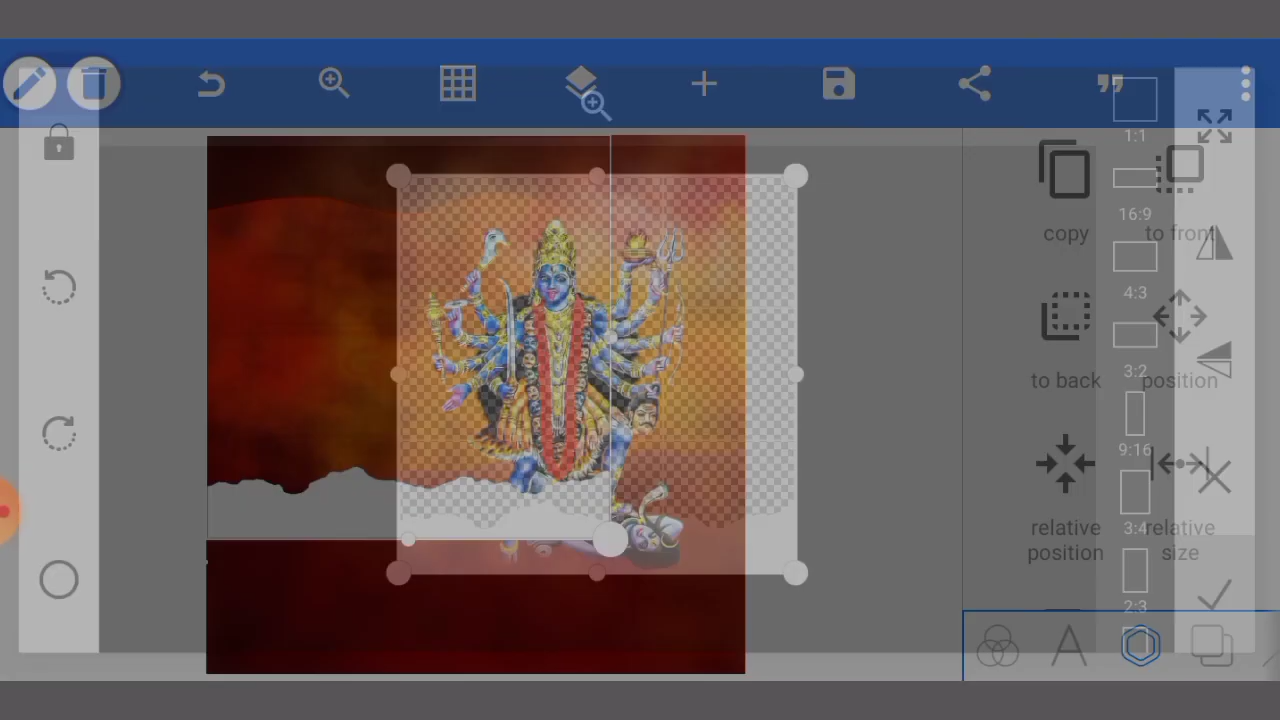 1:1
copy
to front
16:9
4:3
to back
position
3:2
9:16
relative
position
relative
size
3:4
2:3